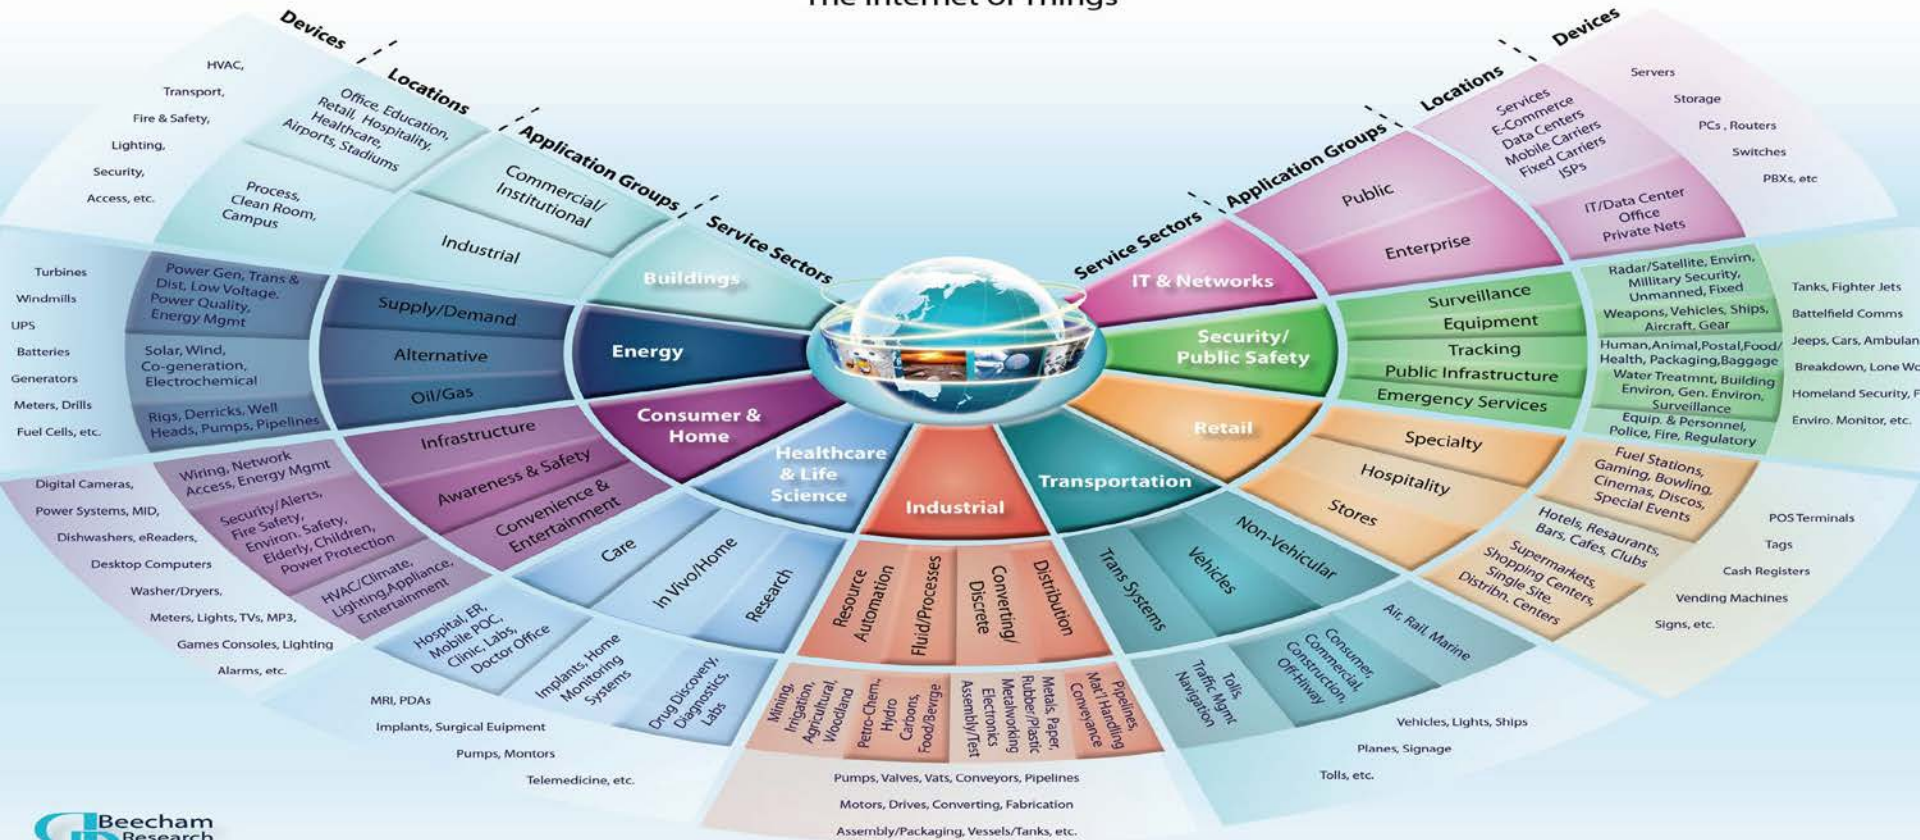 The Internet of Things
Devices
Locations
Application Groups
Service Sectors
HVAC,
Transport,
Fire & Safety,
Lighting,
Security,
Access, etc.
Office, Education,
Retail, Hospitality,
Healthcare,
Airports, Stadiums
Process,
Clean Room,
Campus
Commercial/
Institutional
Industrial
Buildings
Turbines
Windmills
UPS
Batteries
Generators
Meters, Drills
Fuel Cells, etc.
Power Gen, Trans &
Dist, Low Voltage,
Power Quality,
Energy Mgmt
Solar, Wind,
Co-generation,
Electrochemical
Rigs, Derricks, Well
Heads, Pumps, Pipelines
Supply/Demand
Alternative
Oil/Gas
Energy
Digital Cameras,
Power Systems, MID,
Dishwashers, eReaders,
Desktop Computers
Washer/Dryers,
Meters, Lights, TVs, MP3,
Games Consoles, Lighting
Alarms, etc.
Wiring, Network
Access, Energy Mgmt
Security/Alerts,
Fire Safety,
Environ. Safety,
Elderly, Children,
Power Protection
HVAC/Climate,
Lighting,Appliance,
Entertainment
Infrastructure
Awareness & Safety
Convenience &
Entertainment
Consumer &
Home
MRI, PDAs
Implants, Surgical Euipment
Pumps, Montors
Telemedicine, etc.
Hospital, ER,
Mobile POC,
Clinic, Labs,
Doctor Office
Implants, Home
Monitoring
Systems
Drug Discovery,
Diagnostics,
Labs
Care
In Vivo/Home
Research
Healthcare
& Life
Science
Industrial
Resource
Automation
Fluid/Processes
Converting/
Discrete
Distribution
Mining,
Irrigation,
Agricultural,
Woodland
Petro-Chem.,
Hydro
Carbons,
Food/Bevrge
Metals, Paper,
Rubber/Plastic
Metalworking
Electronics
Assembly/Test
Pipelines,
Mat'l Handling
Conveyance
Pumps, Valves, Vats, Conveyors, Pipelines
Motors, Drives, Converting, Fabrication
Assembly/Packaging, Vessels/Tanks, etc.
Transportation
Trans Systems
Vehicles
Non-Vehicular
Tolls,
Traffic Mgmt
Navigation
Consumer,
Commercial,
Construction,
Off-Hiway
Air, Rail, Marine
Vehicles, Lights, Ships
Planes, Signage
Tolls, etc.
Retail
Specialty
Hospitality
Stores
Fuel Stations,
Gaming, Bowling,
Cinemas, Discos,
Special Events
Hotels, Restaurants,
Bars, Cafes, Clubs
Supermarkets,
Shopping Centers,
Single Site.
Distribn. Centers
POS Terminals
Tags
Cash Registers
Vending Machines
Signs, etc.
Security/
Public Safety
Surveillance
Equipment
Tracking
Public Infrastructure
Emergency Services
Radar/Satellite, Envirn,
Millitary Security,
Unmanned, Fixed
Weapons, Vehicles, Ships,
Aircraft, Gear
Human,Animal,Postal,Food/
Health, Packaging,Baggage
Water Treatmnt, Building
Environ, Gen. Environ,
Surveillance
Equip. & Personnel,
Police, Fire, Regulatory
Tanks, Fighter Jets
Battelfield Comms
Jeeps, Cars, Ambulan
Breakdown, Lone Wo
Homeland Security, F
Enviro. Monitor, etc.
IT & Networks
Public
Enterprise
Services
E-Commerce
Data Centers
Mobile Carriers
Fixed Carriers
ISPs
IT/Data Center
Office
Private Nets
Servers
Storage
PCs , Routers
Switches
PBXs, etc
Service Sectors
Application Groups
Locations
Devices
Beecham
Research